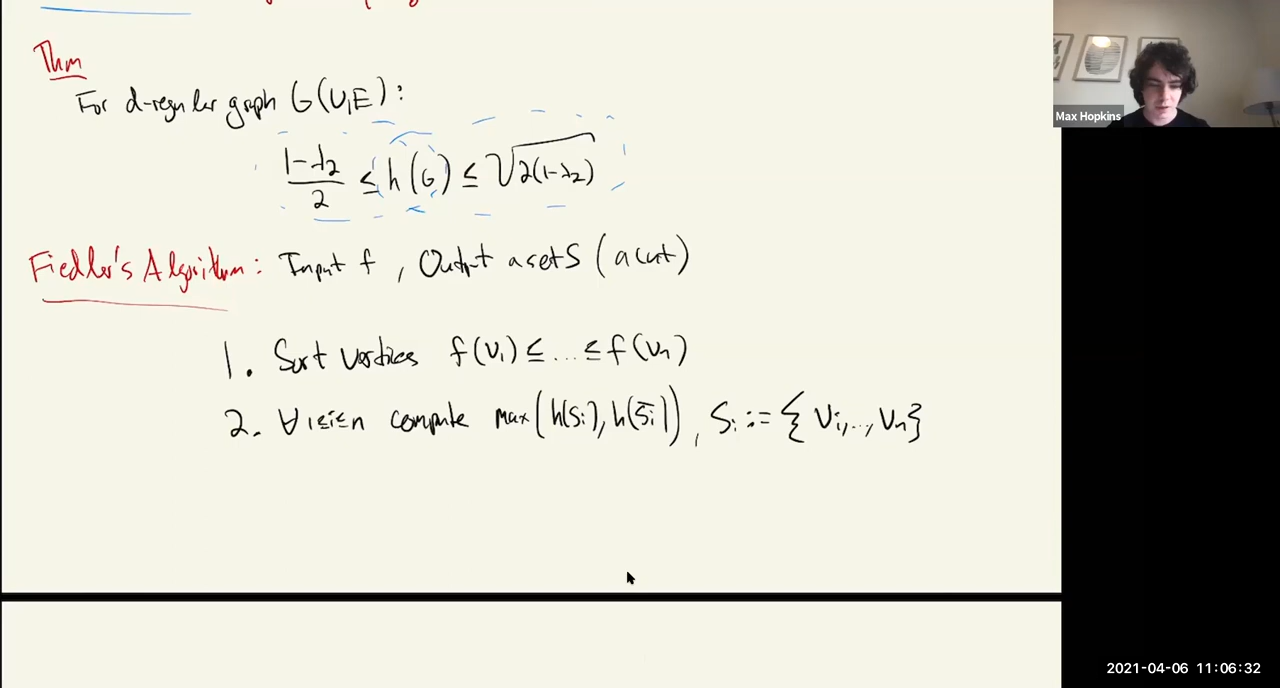 Thm
For d-regular graph G(V,E):
1-λ2 / 2 ≤ h(G) ≤ √2(1-λ2)
Fiedler's Algorithm: Input f, Output a set S (a cut)
1. Sort vertices f(v1) ≤ ... ≤ f(vn)
2. ∀ 1≤i≤n compute max(h(Si), h(S̄i)), Si := {vi,..,vn}
Max Hopkins
2021-04-06 11:06:32